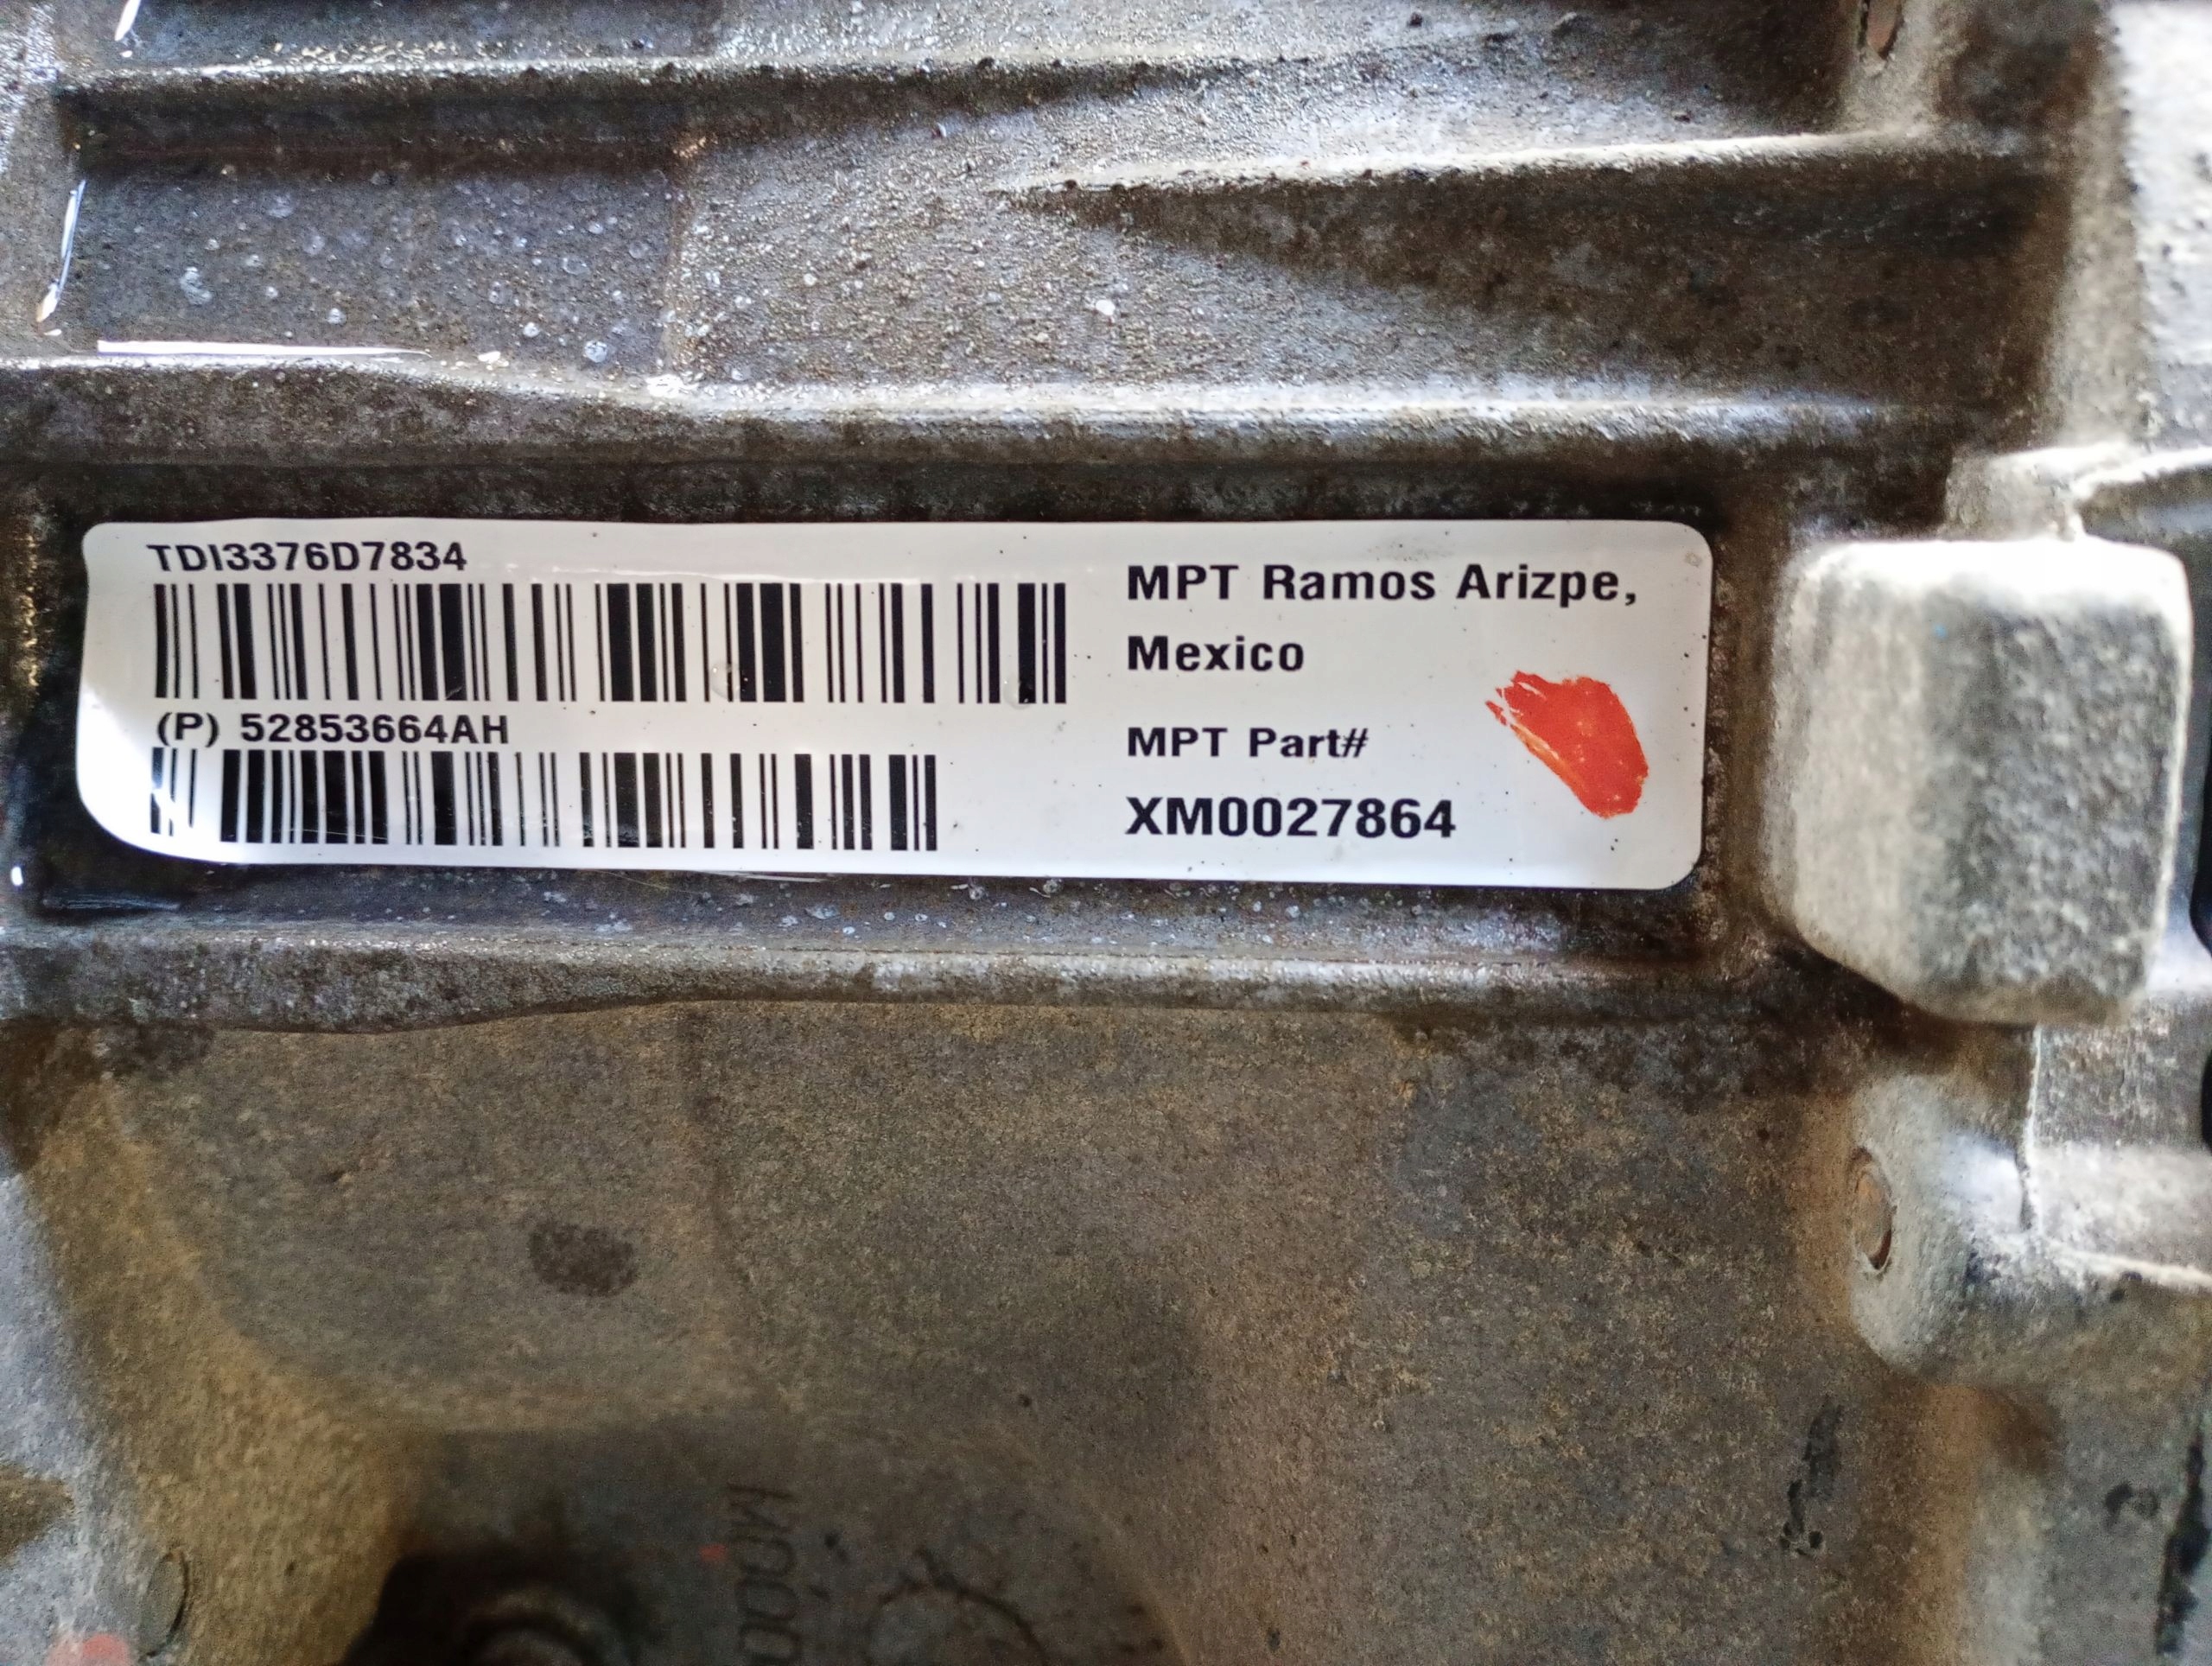 TDI3376D7834
(P) 52853664AH
MPT Ramos Arizpe,
Mexico
MPT Part#
XM0027864